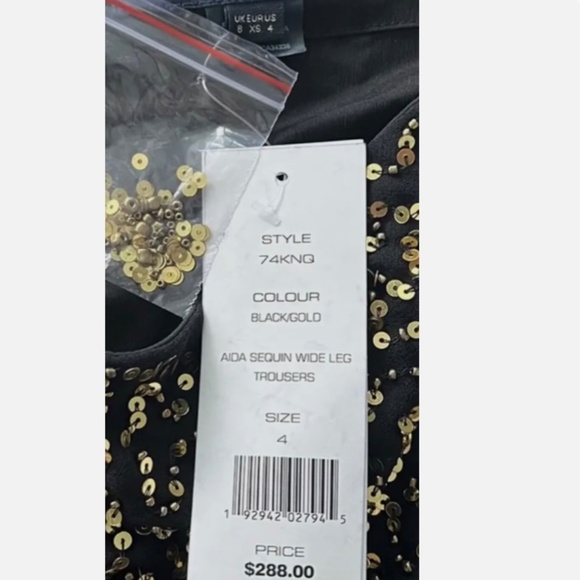 UK EUR US
8 XS 4
STYLE
74KNQ
COLOUR
BLACK/GOLD
AIDA SEQUIN WIDE LEG
TROUSERS
SIZE
4
1 92942 02794 5
PRICE
$288.00